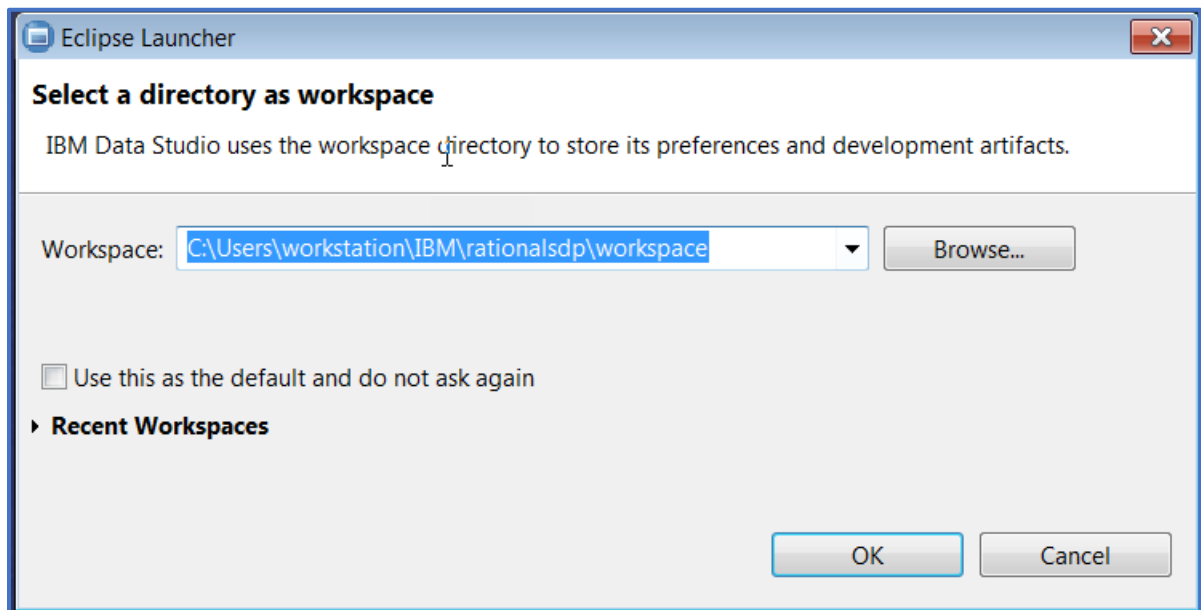 Eclipse Launcher
Select a directory as workspace
IBM Data Studio uses the workspace directory to store its preferences and development artifacts.
Workspace: C:\Users\workstation\IBM\rationalsdp\workspace Browse...
Use this as the default and do not ask again
Recent Workspaces
OK Cancel